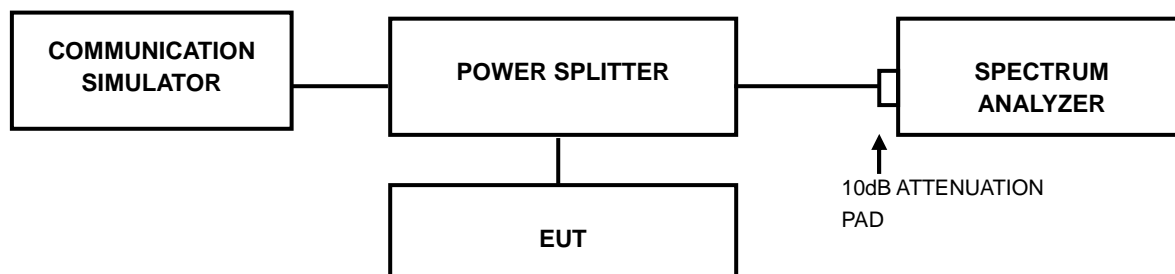 COMMUNICATION
SIMULATOR
POWER SPLITTER
SPECTRUM
ANALYZER
10dB ATTENUATION
PAD
EUT